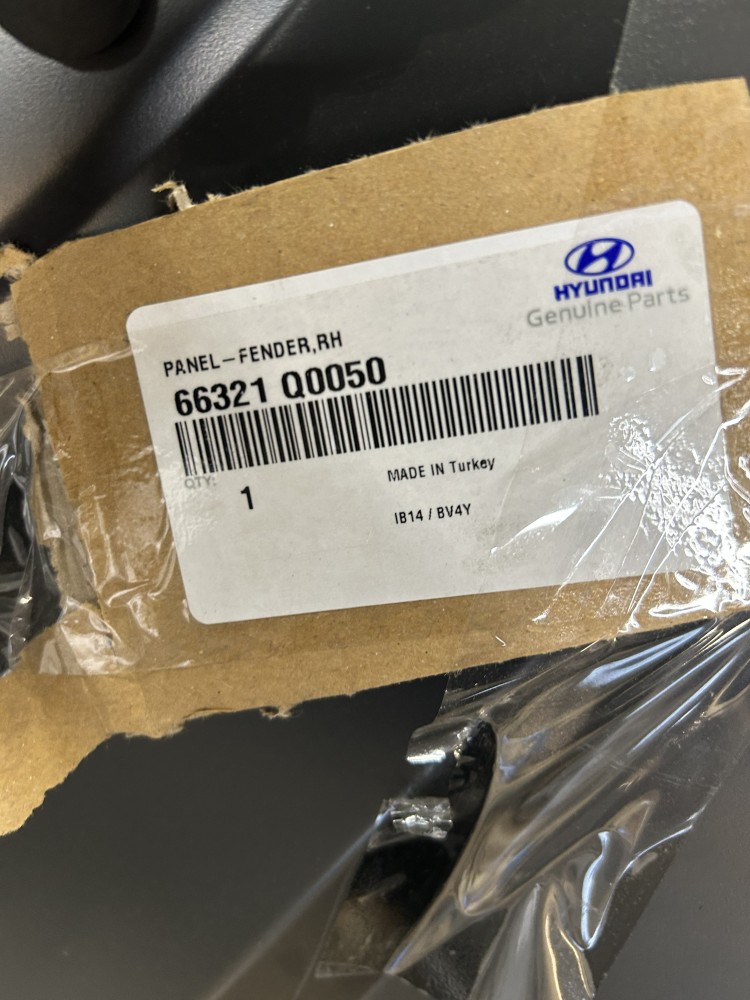 HYUNDAI
Genuine Parts
PANEL-FENDER,RH
66321 Q0050
QTY:
1
MADE IN Turkey
IB14 / BV4Y